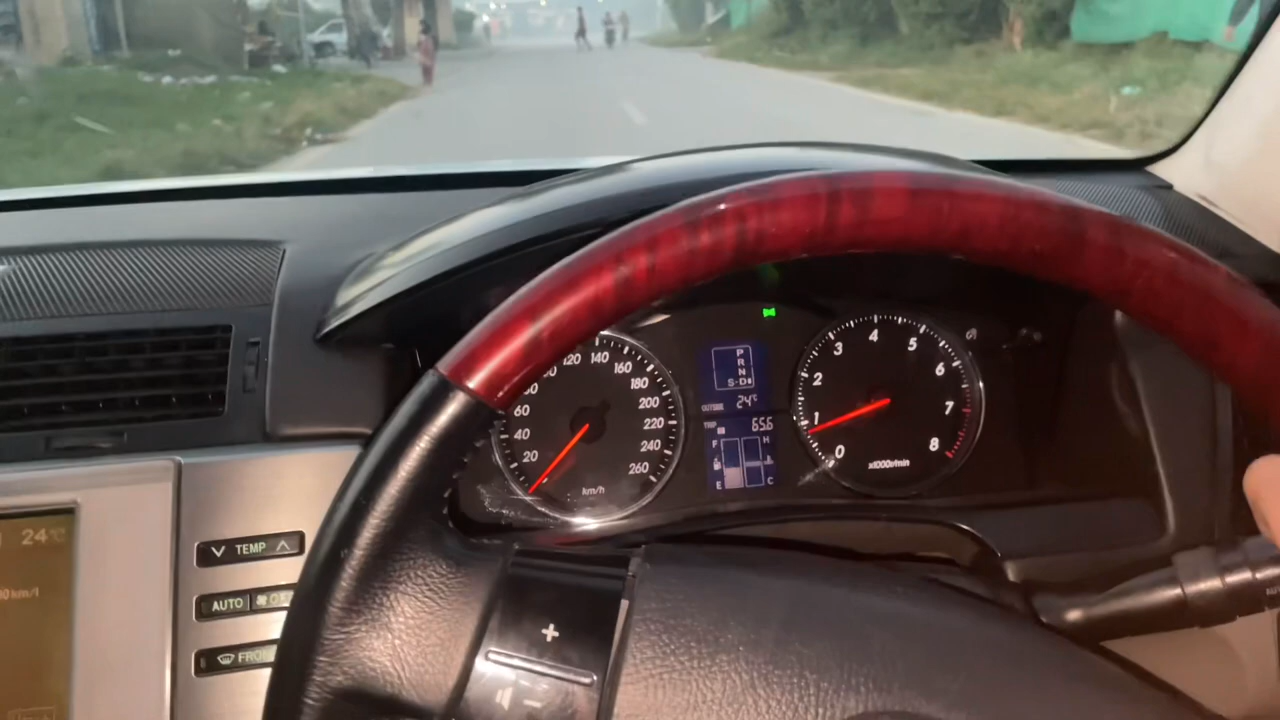 120 140
160
180
200
220
240
260
60
40
20
km/h
P
R
N
S-D
OUTSIDE 24°C
TRIP 65.6
F H
E C
0 1 2 3 4 5 6 7 8
x1000r/min
24°C
km/l
TEMP
AUTO
+
-